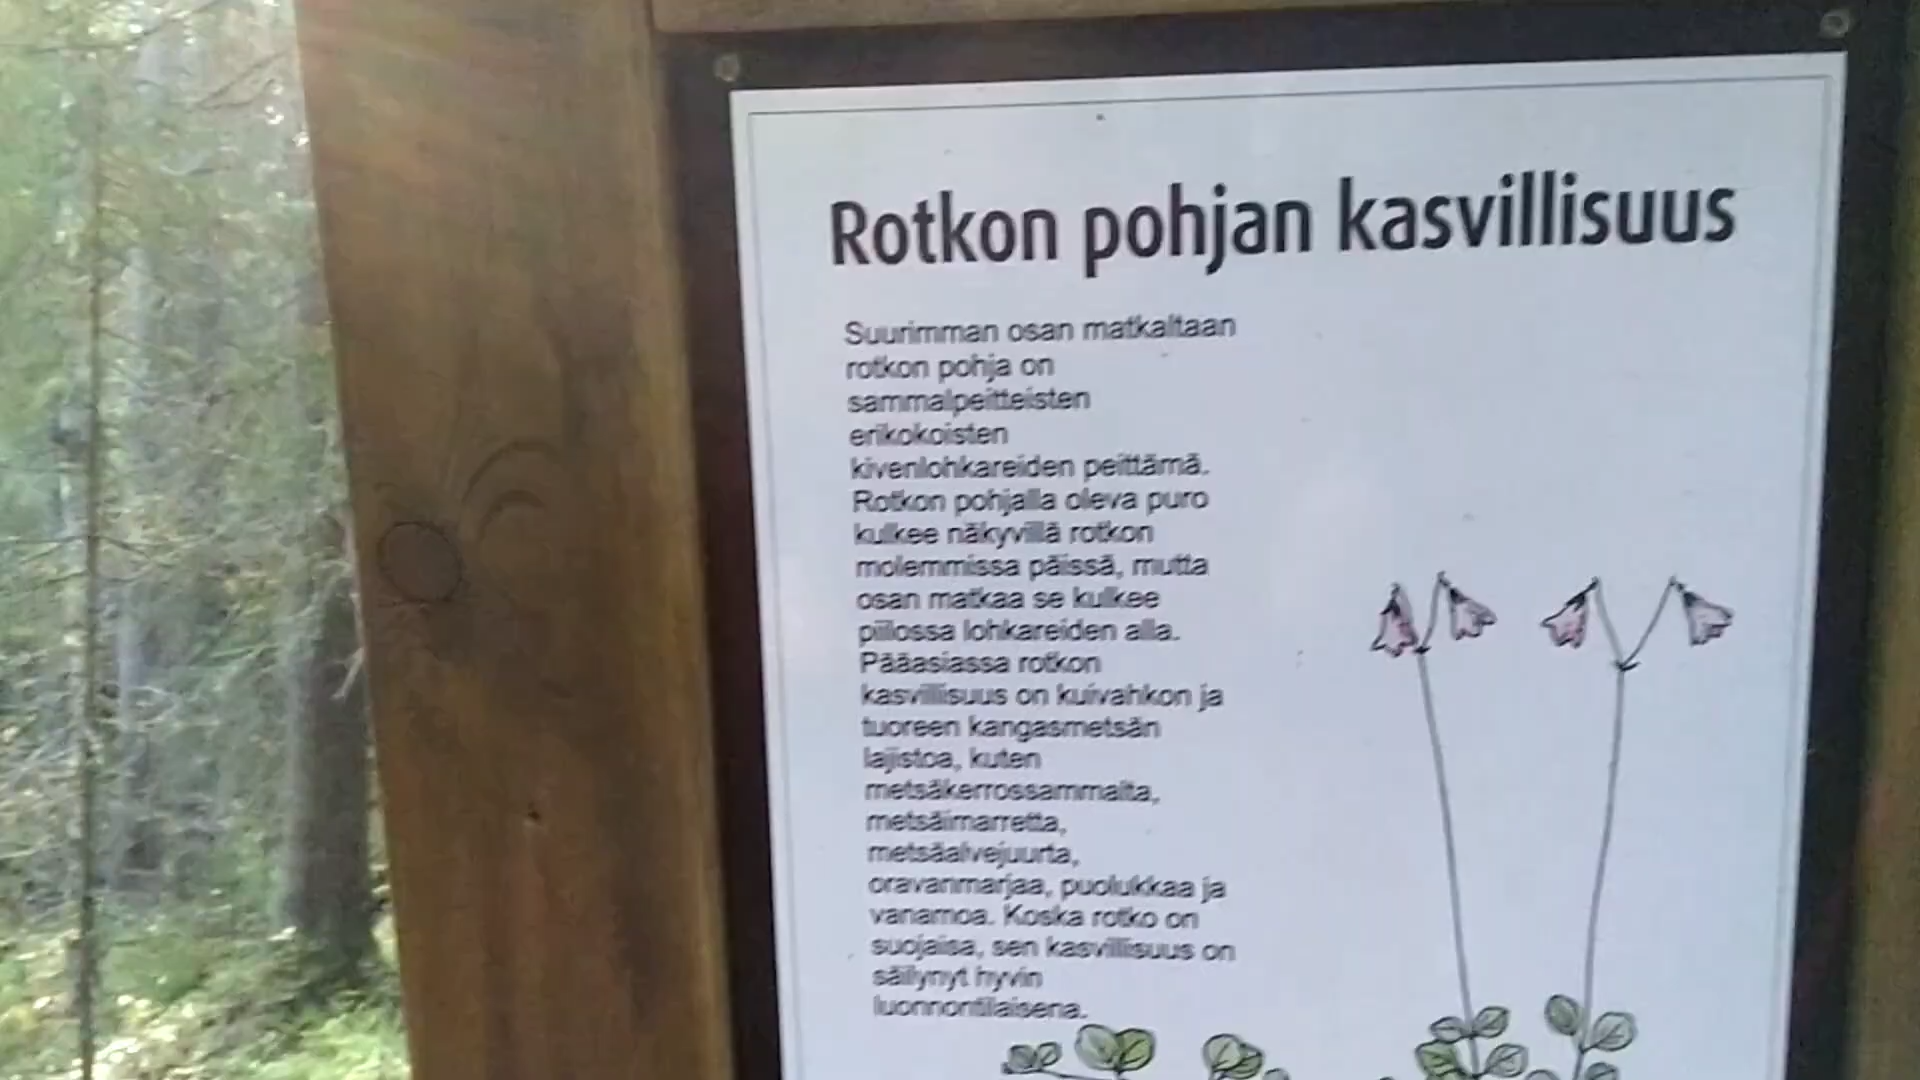 Rotkon pohjan kasvillisuus
Suurimman osan matkaltaan
rotkon pohja on
sammalpeitteisten
erikokoisten
kivenlohkareiden peittämä.
Rotkon pohjalla oleva puro
kulkee näkyvillä rotkon
molemmissa päissä, mutta
osan matkaa se kulkee
piilossa lohkareiden alla.
Pääasiassa rotkon
kasvillisuus on kuivahkon ja
tuoreen kangasmetsän
lajistoa, kuten
metsäkerrossammalta,
metsäimarretta,
metsäalvejuurta,
oravanmarjaa, puolukkaa ja
vanamoa. Koska rotko on
suojaisa, sen kasvillisuus on
säilynyt hyvin
luonnontilaisena.